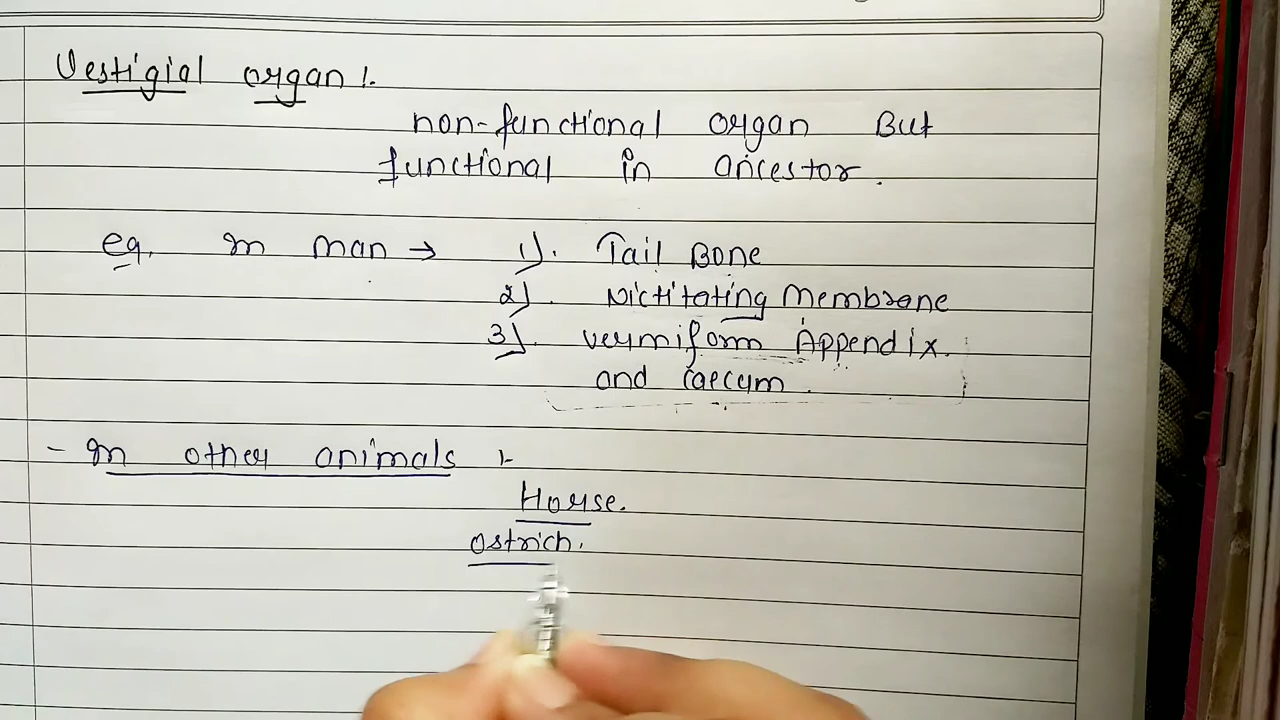 Vestigial organ :-
non-functional organ But
functional in ancestor.
eg. In man → 1). Tail Bone
2). Nictitating Membrane
3). vermiform Appendix.
and caecum.
- In other animals :-
Horse.
Ostrich.